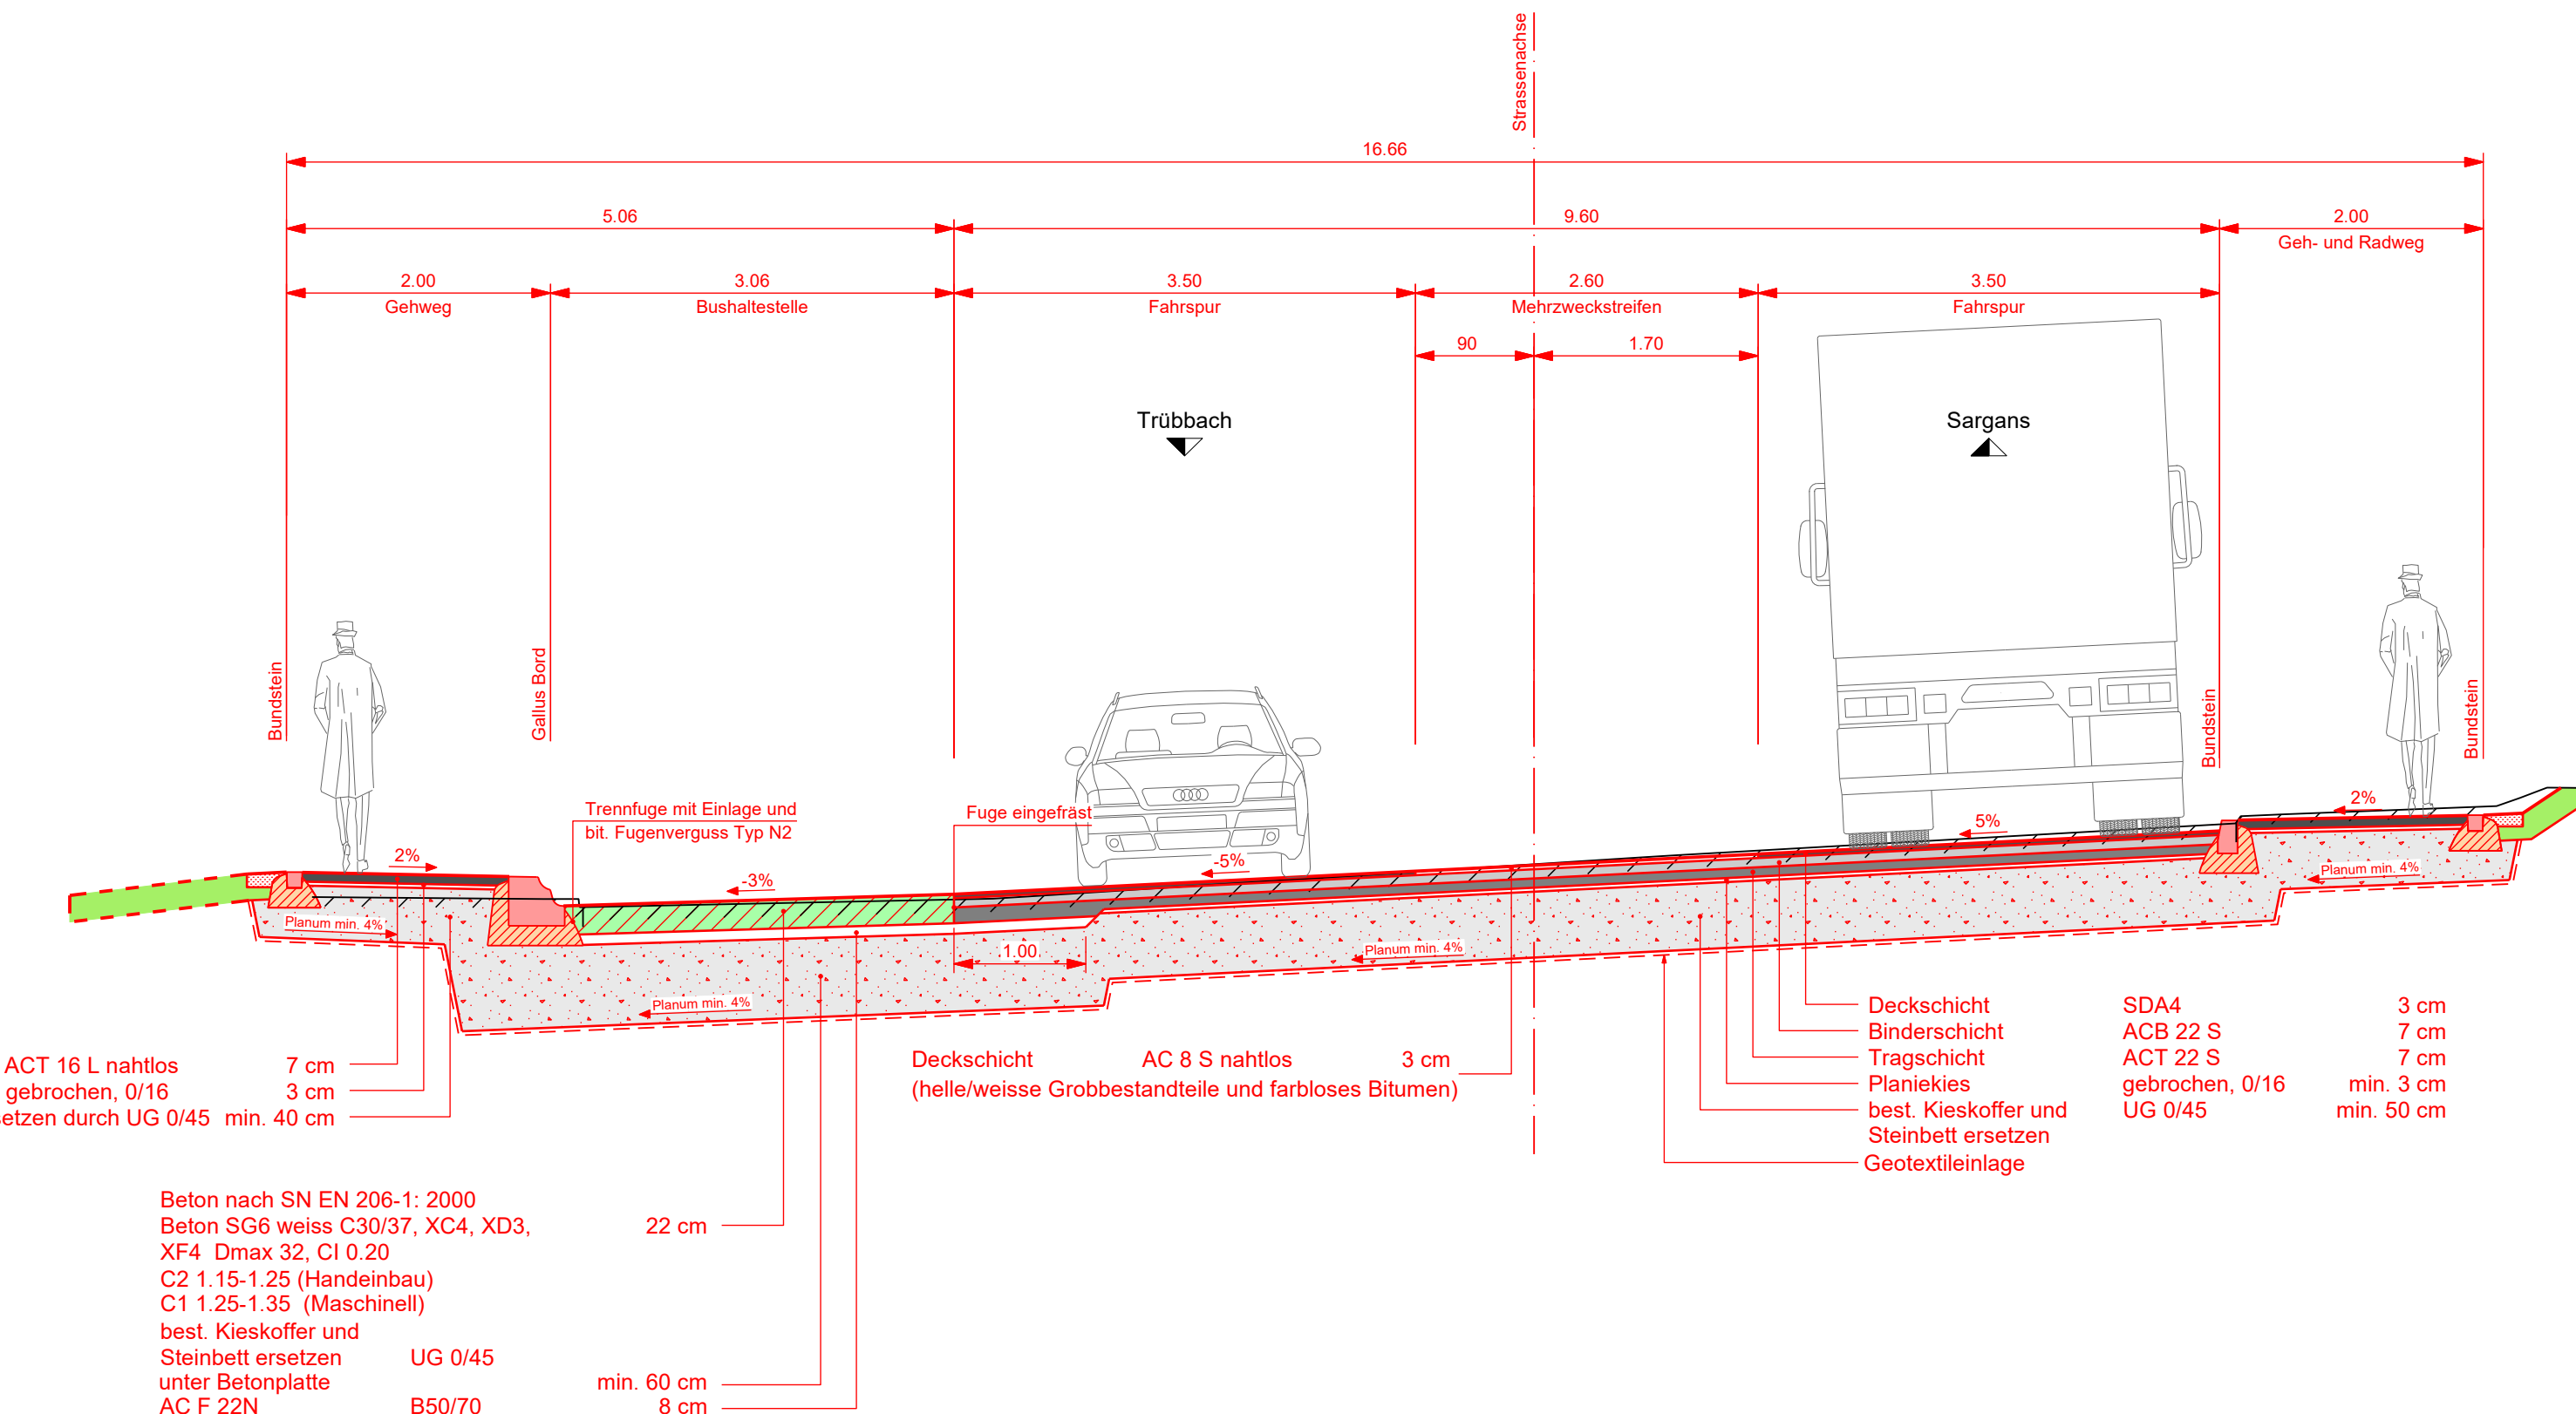 Strassenachse
16.66
5.06
9.60
2.00
Geh- und Radweg
2.00
Gehweg
3.06
Bushaltestelle
3.50
Fahrspur
2.60
Mehrzweckstreifen
3.50
Fahrspur
90
1.70
Trübbach
Sargans
Bundstein
Gallus Bord
Bundstein
Bundstein
Trennfuge mit Einlage und
bit. Fugenverguss Typ N2
Fuge eingefräst
2%
-3%
-5%
5%
2%
Planum min. 4%
Planum min. 4%
Planum min. 4%
Planum min. 4%
1.00
ACT 16 L nahtlos 7 cm
gebrochen, 0/16 3 cm
setzen durch UG 0/45 min. 40 cm
Deckschicht AC 8 S nahtlos 3 cm
(helle/weisse Grobbestandteile und farbloses Bitumen)
Deckschicht SDA4 3 cm
Binderschicht ACB 22 S 7 cm
Tragschicht ACT 22 S 7 cm
Planiekies gebrochen, 0/16 min. 3 cm
best. Kieskoffer und UG 0/45 min. 50 cm
Steinbett ersetzen
Geotextileinlage
Beton nach SN EN 206-1: 2000
Beton SG6 weiss C30/37, XC4, XD3, 22 cm
XF4 Dmax 32, Cl 0.20
C2 1.15-1.25 (Handeinbau)
C1 1.25-1.35 (Maschinell)
best. Kieskoffer und
Steinbett ersetzen UG 0/45
unter Betonplatte min. 60 cm
AC F 22N B50/70 8 cm